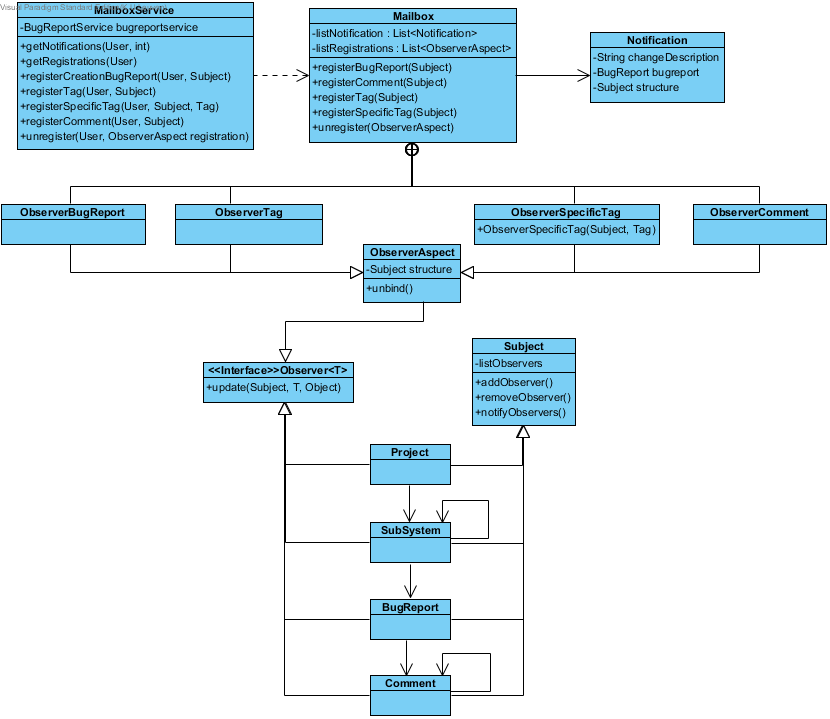 Visual Paradigm Standard
MailboxService
-BugReportService bugreportservice
+getNotifications(User, int)
+getRegistrations(User)
+registerCreationBugReport(User, Subject)
+registerTag(User, Subject)
+registerSpecificTag(User, Subject, Tag)
+registerComment(User, Subject)
+unregister(User, ObserverAspect registration)
Mailbox
-listNotification : List<Notification>
-listRegistrations : List<ObserverAspect>
+registerBugReport(Subject)
+registerComment(Subject)
+registerTag(Subject)
+registerSpecificTag(Subject)
+unregister(ObserverAspect)
Notification
-String changeDescription
-BugReport bugreport
-Subject structure
ObserverBugReport
ObserverTag
ObserverSpecificTag
+ObserverSpecificTag(Subject, Tag)
ObserverComment
ObserverAspect
-Subject structure
+unbind()
<<Interface>>Observer<T>
+update(Subject, T, Object)
Subject
-listObservers
+addObserver()
+removeObserver()
+notifyObservers()
Project
SubSystem
BugReport
Comment